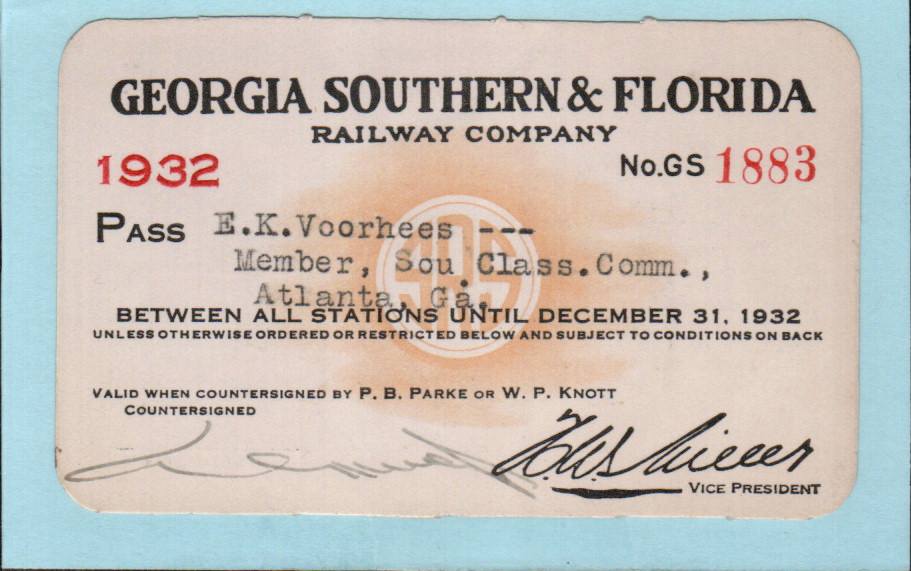 GEORGIA SOUTHERN & FLORIDA
RAILWAY COMPANY
1932
No. GS 1883
PASS E.K.Voorhees ---
Member, Sou Class.Comm.,
Atlanta, Ga.
BETWEEN ALL STATIONS UNTIL DECEMBER 31, 1932
UNLESS OTHERWISE ORDERED OR RESTRICTED BELOW AND SUBJECT TO CONDITIONS ON BACK
VALID WHEN COUNTERSIGNED BY P. B. PARKE OR W. P. KNOTT
COUNTERSIGNED
VICE PRESIDENT